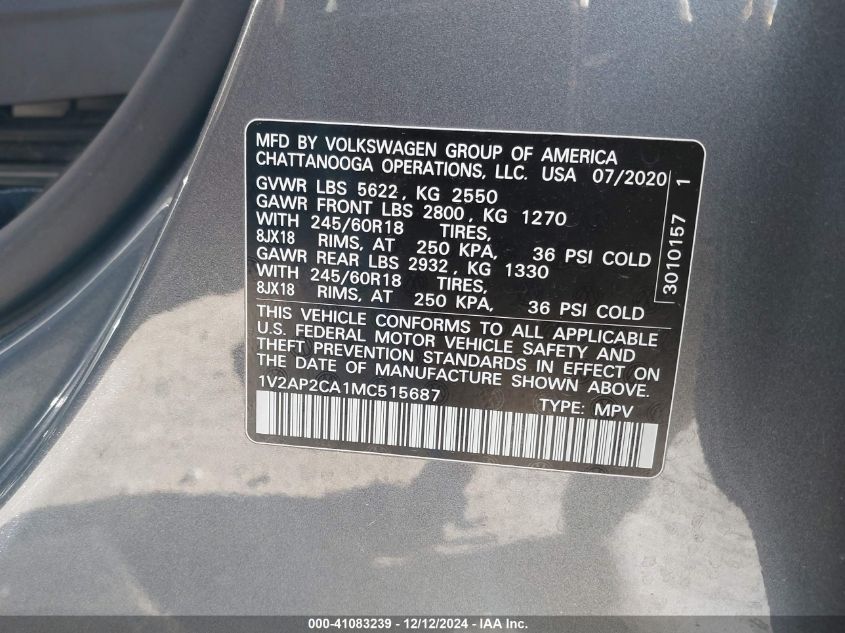 MFD BY VOLKSWAGEN GROUP OF AMERICA
CHATTANOOGA OPERATIONS, LLC. USA 07/2020
GVWR LBS 5622, KG 2550
GAWR FRONT LBS 2800, KG 1270
WITH 245/60R18 TIRES,
8JX18 RIMS, AT 250 KPA, 36 PSI COLD
GAWR REAR LBS 2932, KG 1330
WITH 245/60R18 TIRES,
8JX18 RIMS, AT 250 KPA, 36 PSI COLD
3010157 1
THIS VEHICLE CONFORMS TO ALL APPLICABLE
U.S. FEDERAL MOTOR VEHICLE SAFETY AND
THEFT PREVENTION STANDARDS IN EFFECT ON
THE DATE OF MANUFACTURE SHOWN ABOVE.
1V2AP2CA1MC515687 TYPE: MPV
000-41083239 - 12/12/2024 - IAA Inc.